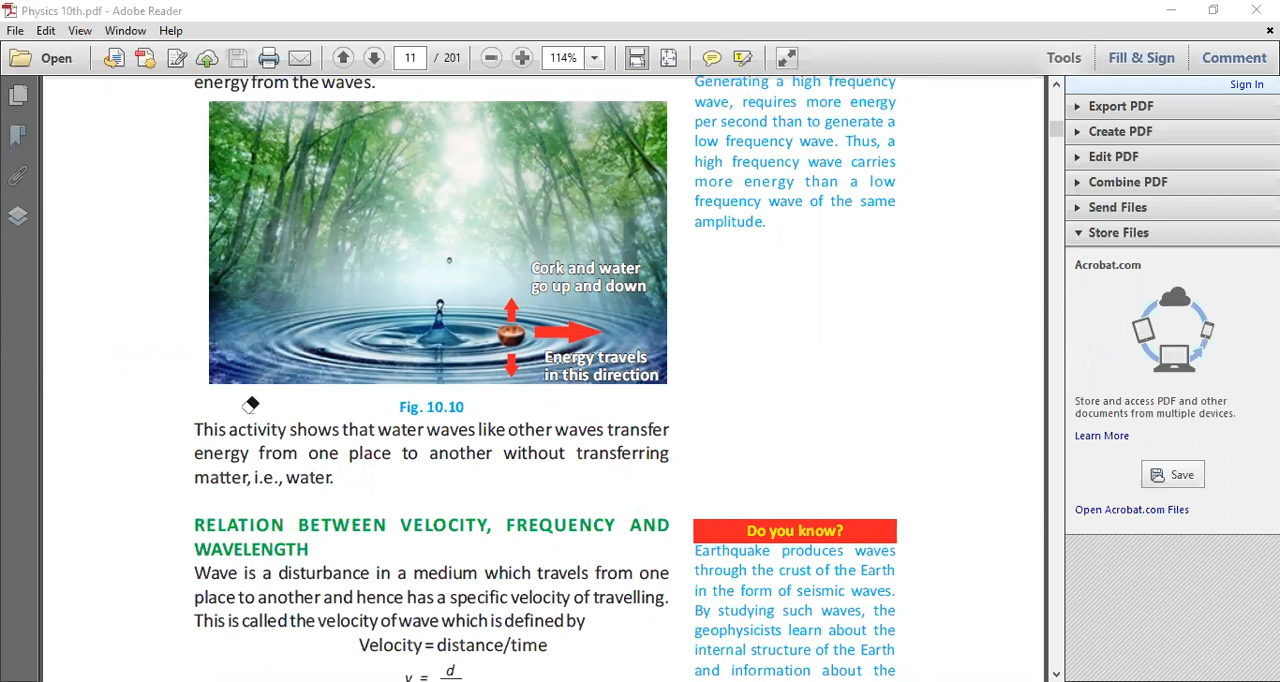 Physics 10th.pdf - Adobe Reader
File Edit View Window Help
Open 11 / 201 114% Tools Fill & Sign Comment
Sign In
Export PDF
Create PDF
Edit PDF
Combine PDF
Send Files
Store Files
Acrobat.com
Store and access PDF and other
documents from multiple devices.
Learn More
Save
Open Acrobat.com Files
energy from the waves.
Cork and water
go up and down
Energy travels
in this direction
Fig. 10.10
This activity shows that water waves like other waves transfer
energy from one place to another without transferring
matter, i.e., water.
RELATION BETWEEN VELOCITY, FREQUENCY AND
WAVELENGTH
Wave is a disturbance in a medium which travels from one
place to another and hence has a specific velocity of travelling.
This is called the velocity of wave which is defined by
Velocity = distance/time
v = d
Generating a high frequency
wave, requires more energy
per second than to generate a
low frequency wave. Thus, a
high frequency wave carries
more energy than a low
frequency wave of the same
amplitude.
Do you know?
Earthquake produces waves
through the crust of the Earth
in the form of seismic waves.
By studying such waves, the
geophysicists learn about the
internal structure of the Earth
and information about the